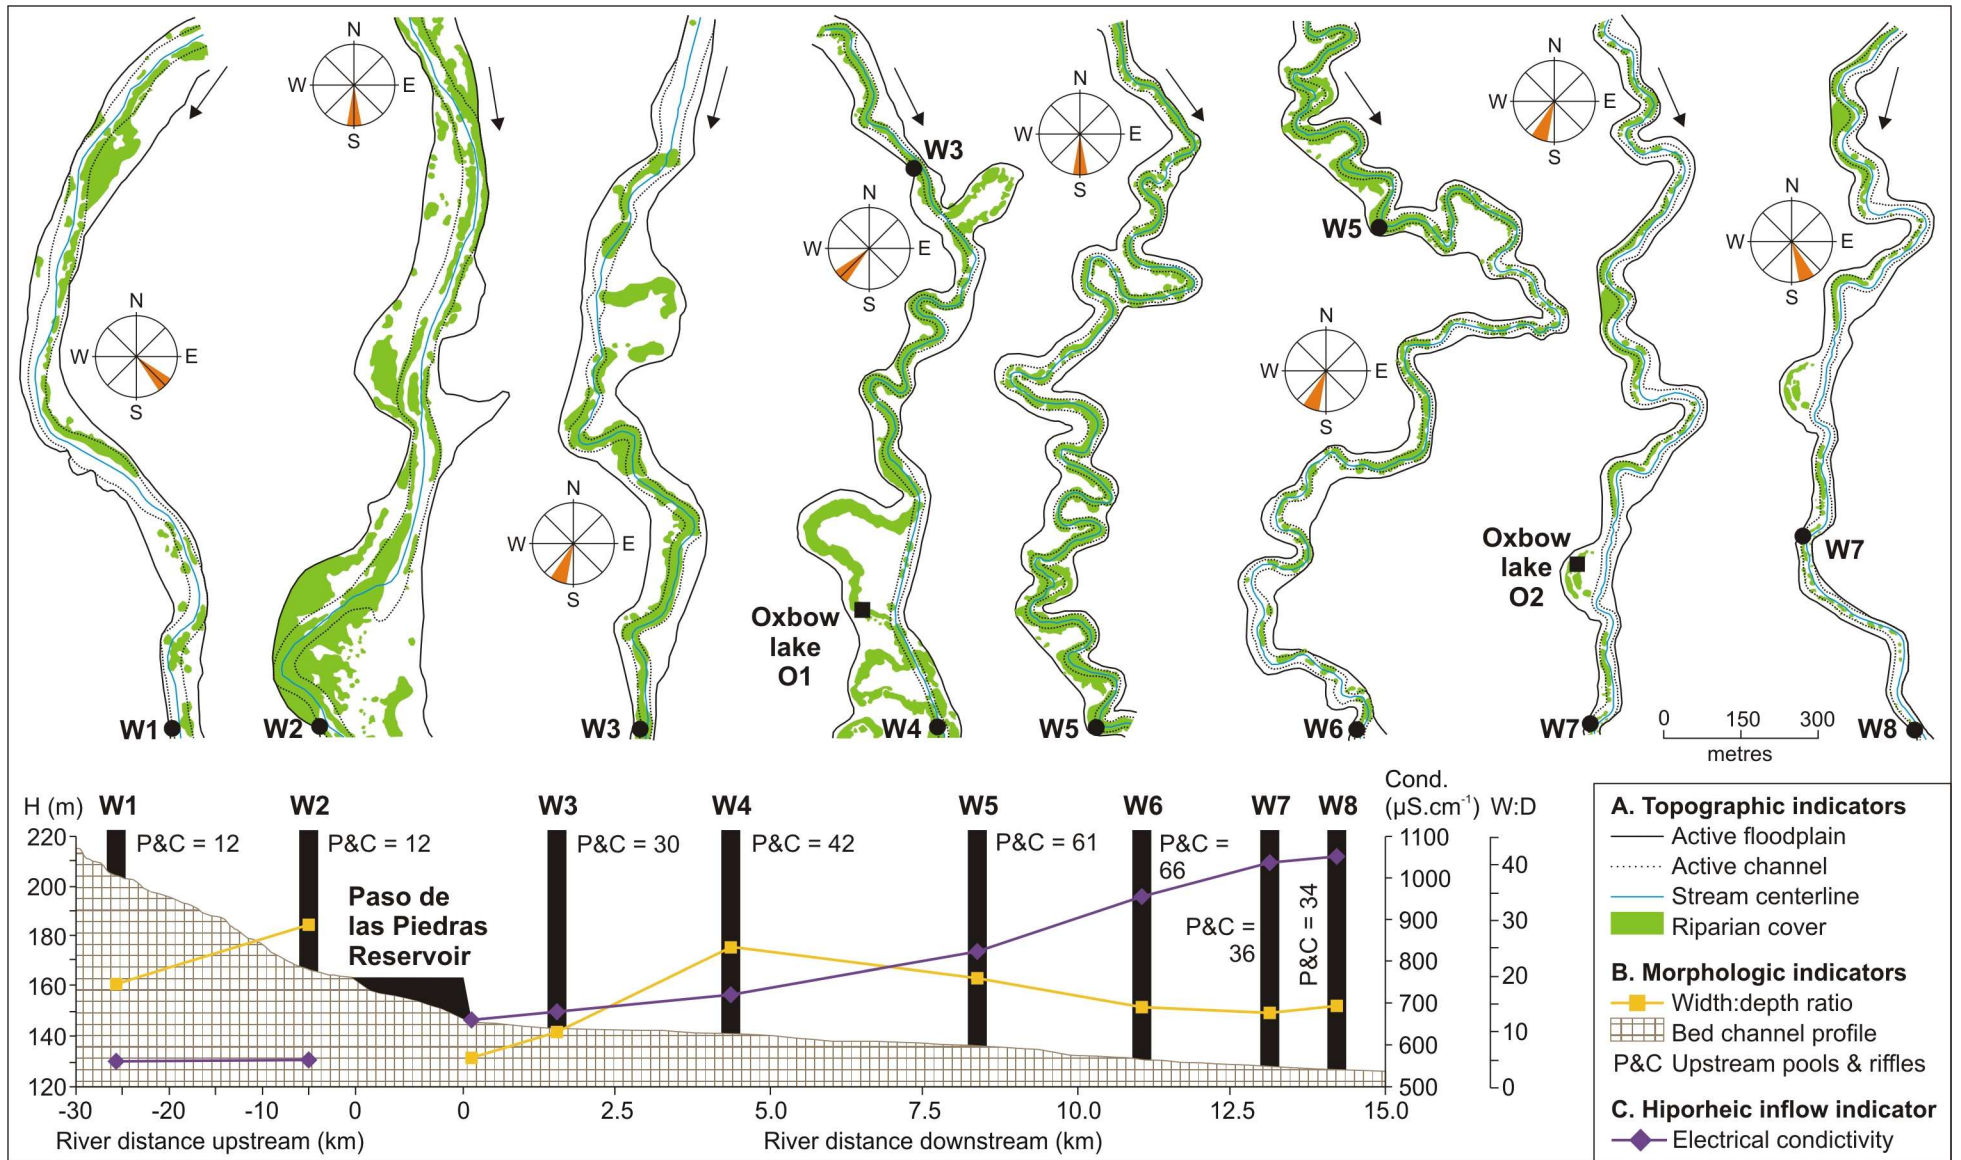 N
W E
S
N
W E
S
N
W E
S
W3
N
W E
S
Oxbow
lake
O1
N
W E
S
W5
N
W E
S
N
W E
S
Oxbow
lake
O2
N
W E
S
W7
W1
W2
W3
W4
W5
W6
W7
W8
0 150 300
metres
H (m)
W1
W2
W3
W4
W5
W6
W7
W8
Cond.
(µS.cm⁻¹) W:D
P&C = 12
P&C = 12
P&C = 30
P&C = 42
P&C = 61
P&C =
66
P&C =
36
P&C = 34
Paso de
las Piedras
Reservoir
220
200
180
160
140
120
1100
1000
900
800
700
600
500
40
30
20
10
0
-30 -20 -10 0 0 2.5 5.0 7.5 10.0 12.5 15.0
River distance upstream (km)
River distance downstream (km)
A. Topographic indicators
Active floodplain
Active channel
Stream centerline
Riparian cover
B. Morphologic indicators
Width:depth ratio
Bed channel profile
P&C Upstream pools & riffles
C. Hiporheic inflow indicator
Electrical condictivity